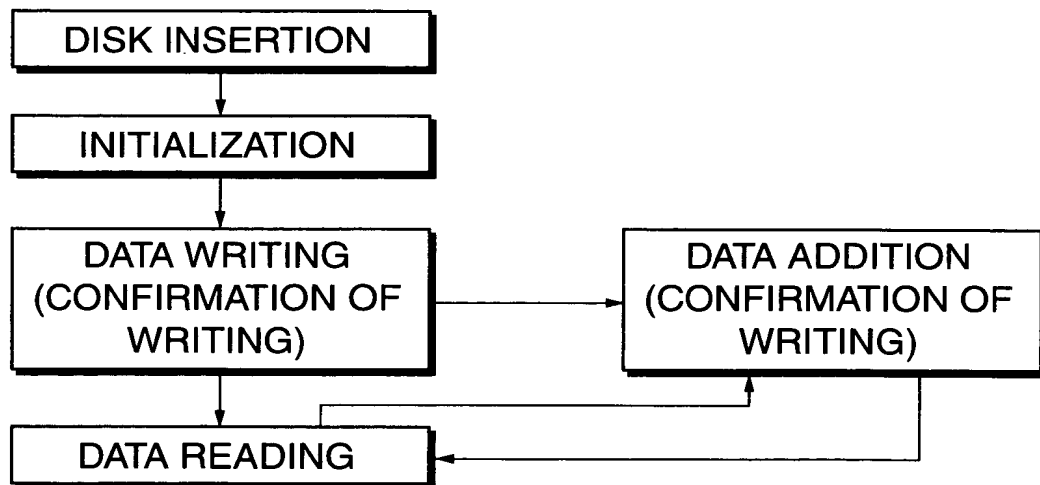 DISK INSERTION
INITIALIZATION
DATA WRITING
(CONFIRMATION OF
WRITING)
DATA ADDITION
(CONFIRMATION OF
WRITING)
DATA READING